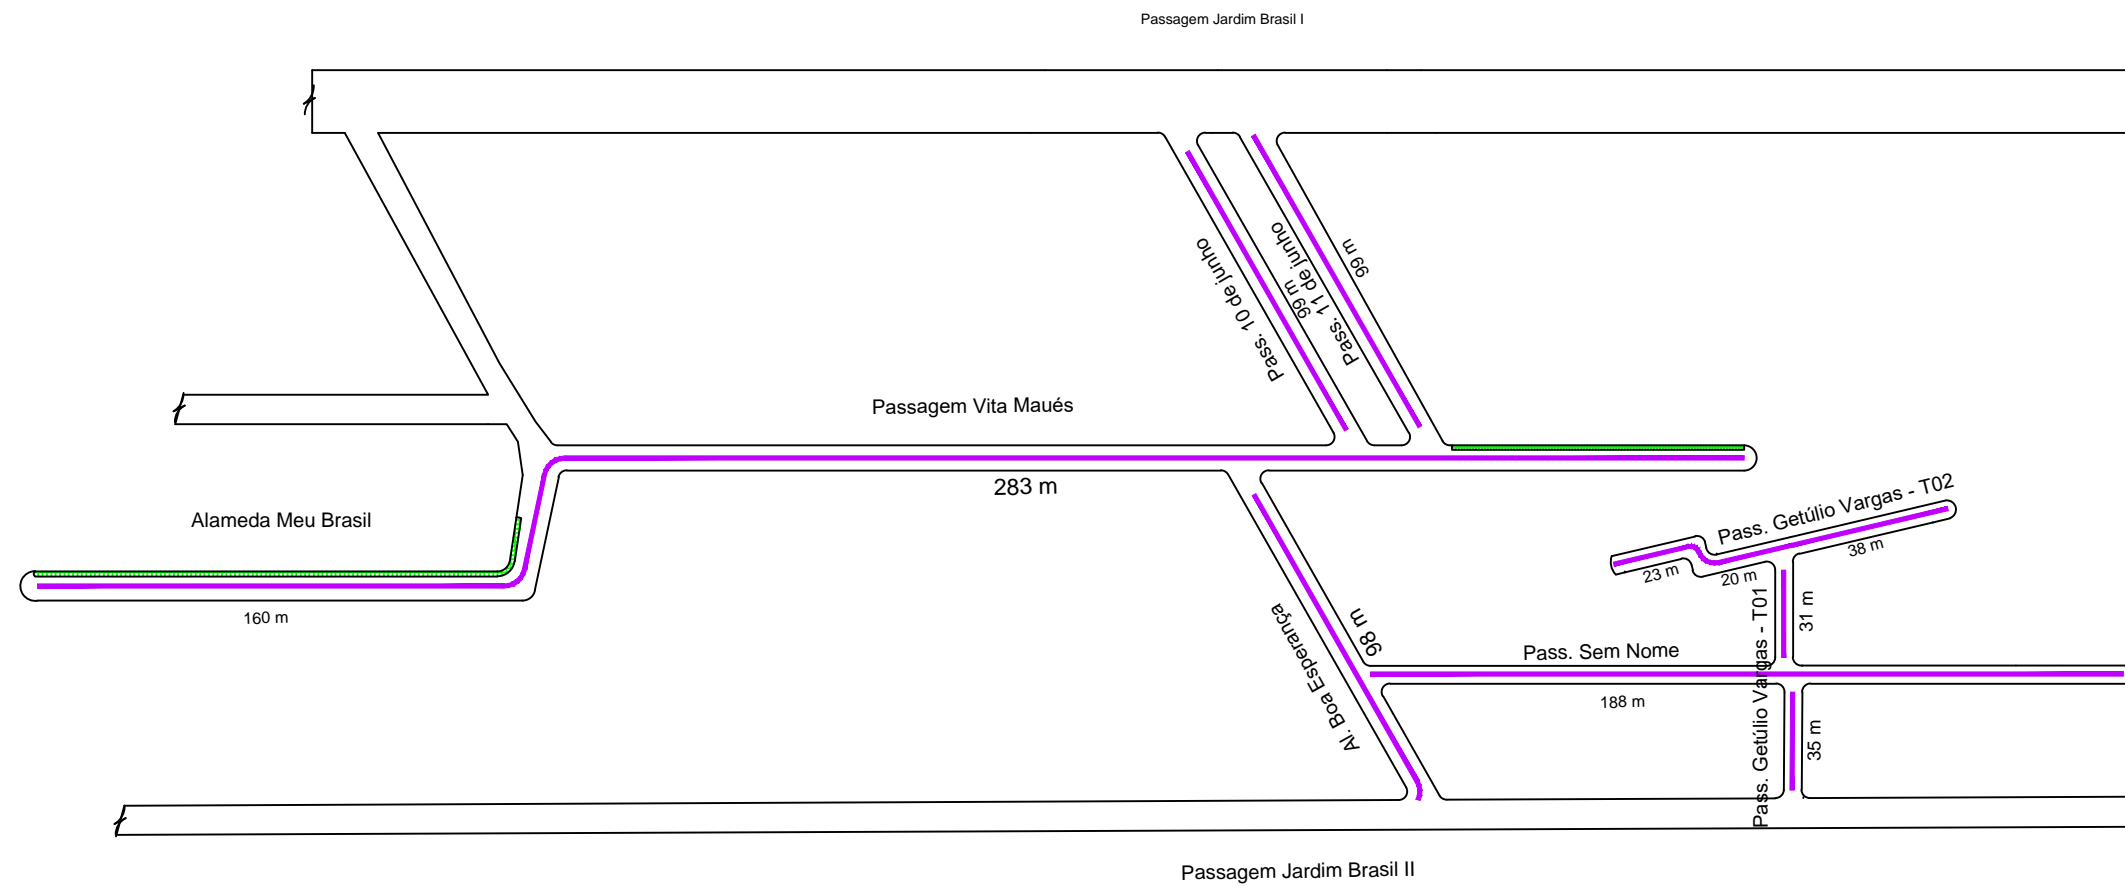 Passagem Jardim Brasil I
Pass. 10 de junho
99 m
Pass. 11 de junho
99 m
Passagem Vita Maués
283 m
Alameda Meu Brasil
160 m
Pass. Getúlio Vargas - T02
23 m
20 m
38 m
Al. Boa Esperança
98 m
Pass. Sem Nome
188 m
Pass. Getúlio Vargas - T01
31 m
35 m
Passagem Jardim Brasil II